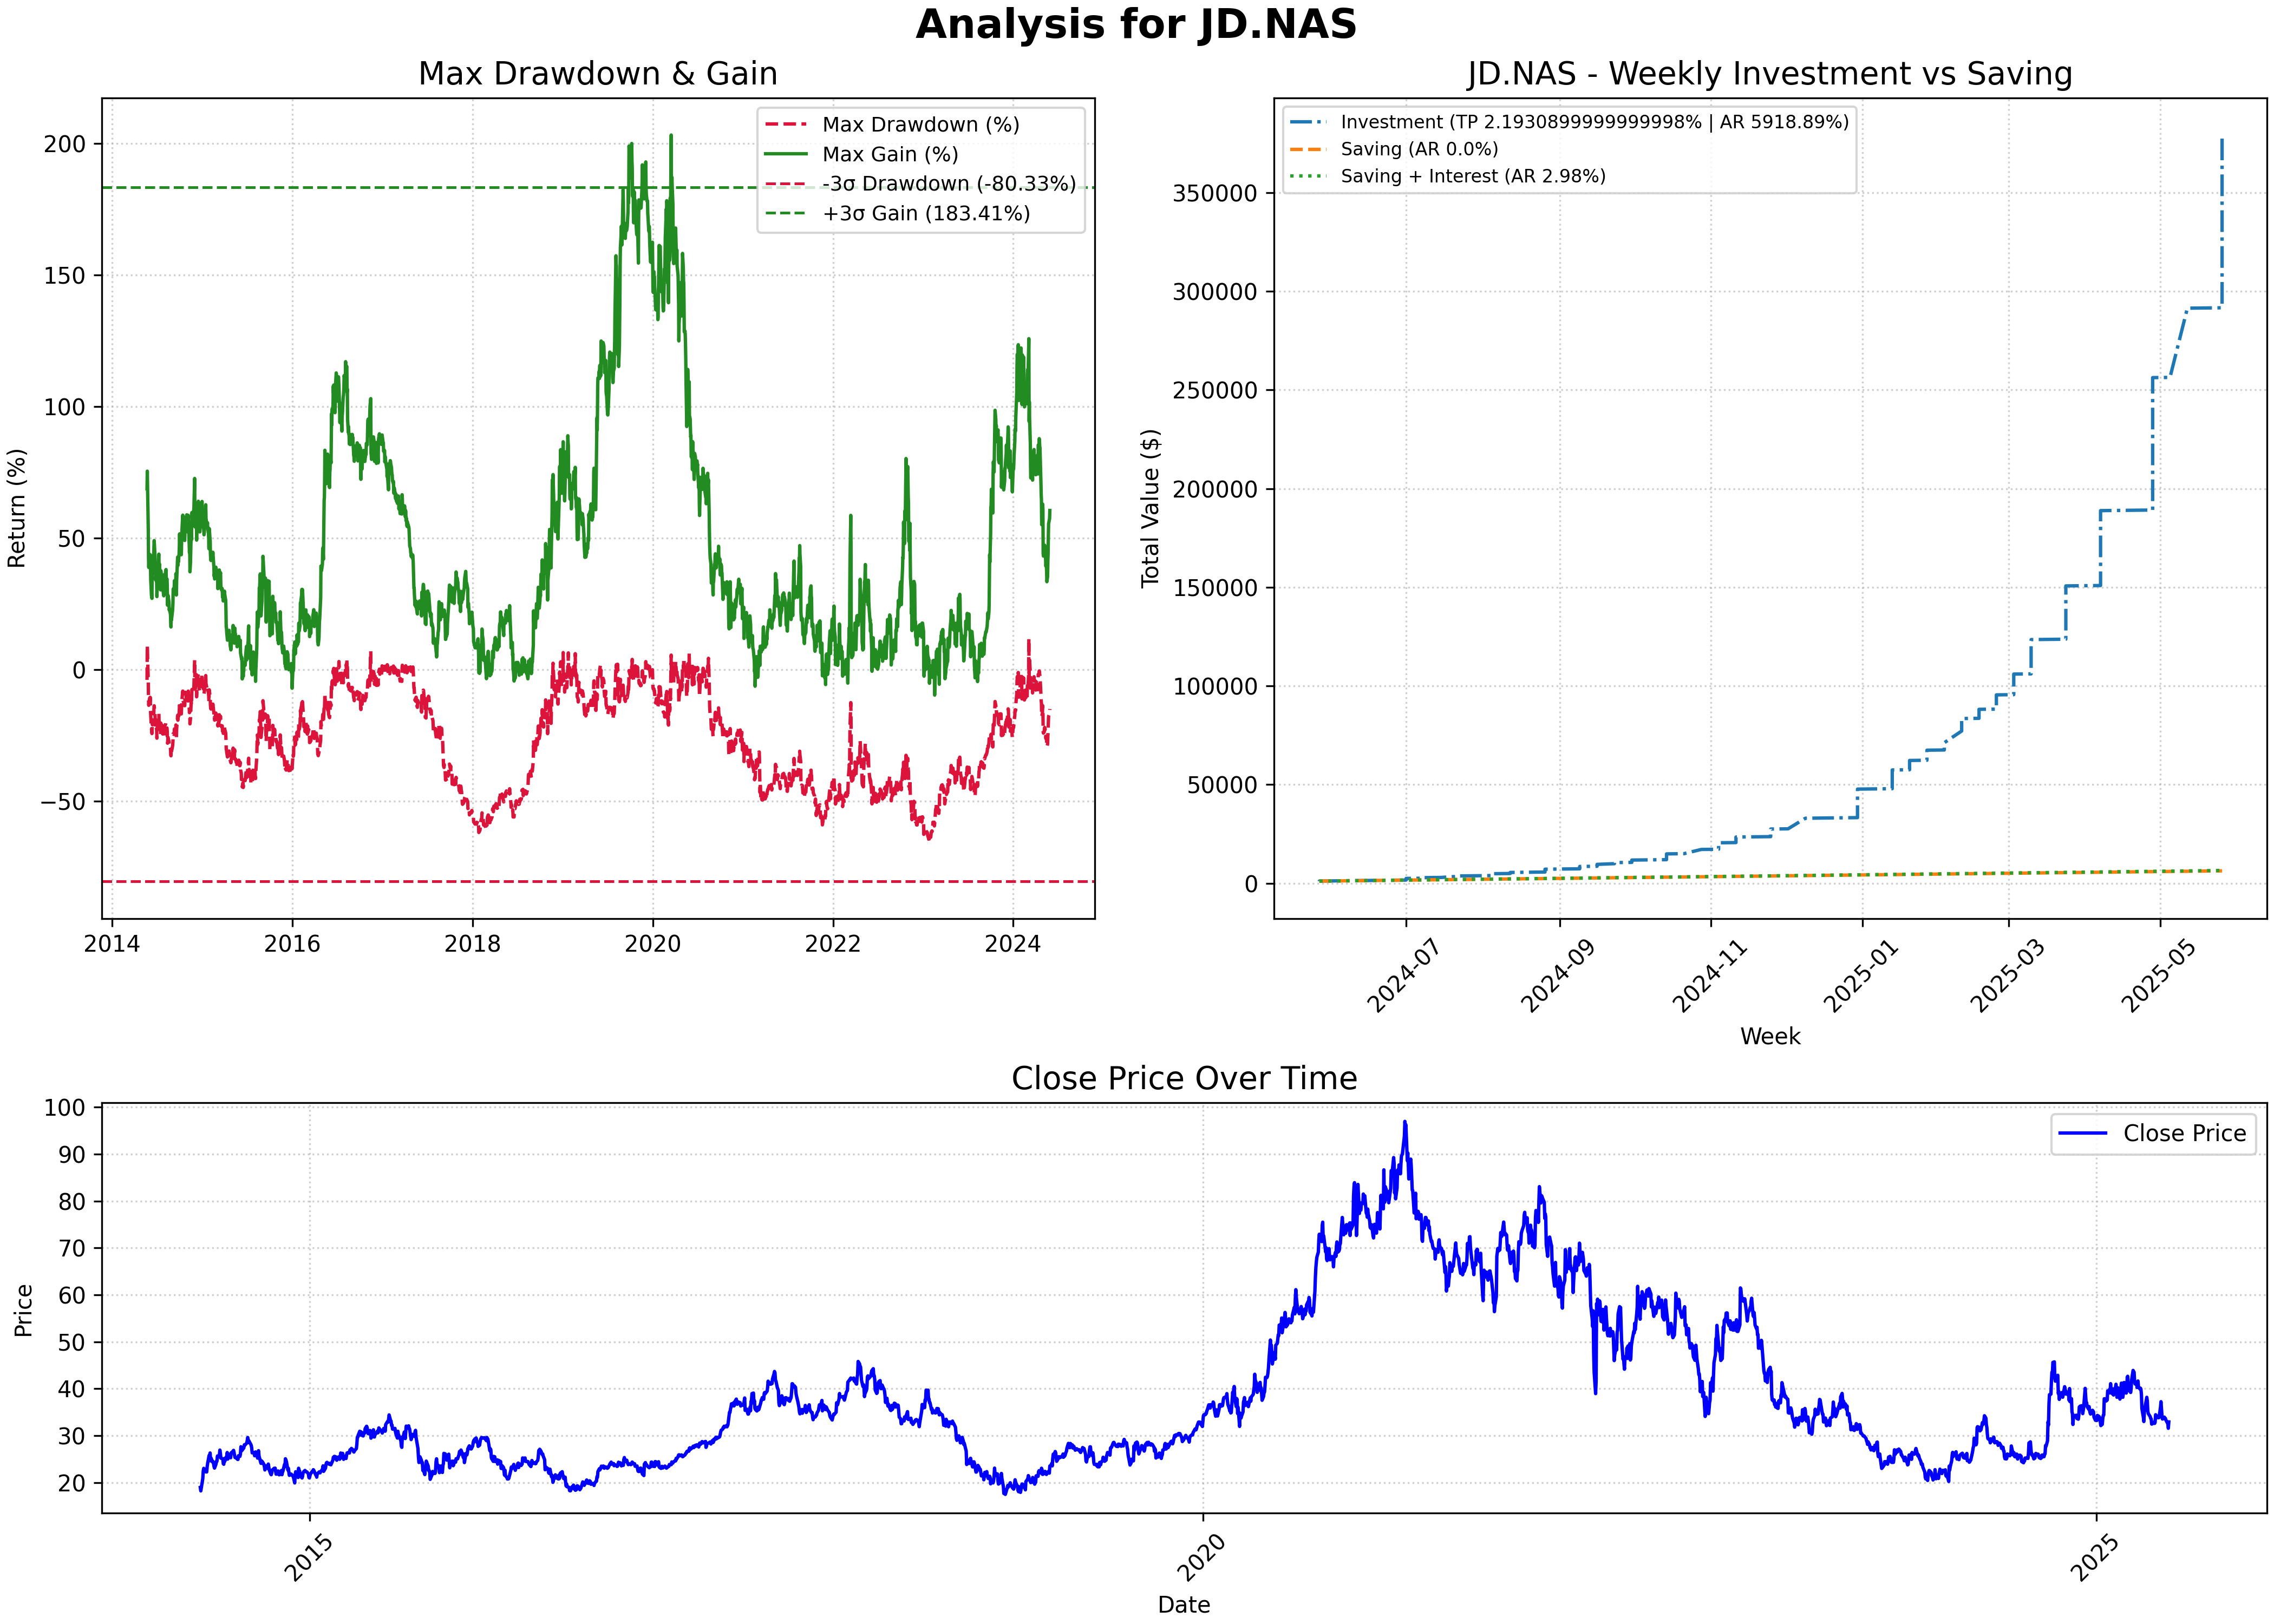 Analysis for JD.NAS
Max Drawdown & Gain
Return (%)
200
150
100
50
0
−50
2014
2016
2018
2020
2022
2024
Max Drawdown (%)
Max Gain (%)
-3σ Drawdown (-80.33%)
+3σ Gain (183.41%)
JD.NAS - Weekly Investment vs Saving
Total Value ($)
350000
300000
250000
200000
150000
100000
50000
0
2024-07
2024-09
2024-11
2025-01
2025-03
2025-05
Week
Investment (TP 2.1930899999999998% | AR 5918.89%)
Saving (AR 0.0%)
Saving + Interest (AR 2.98%)
Close Price Over Time
Price
100
90
80
70
60
50
40
30
20
2015
2020
2025
Date
Close Price